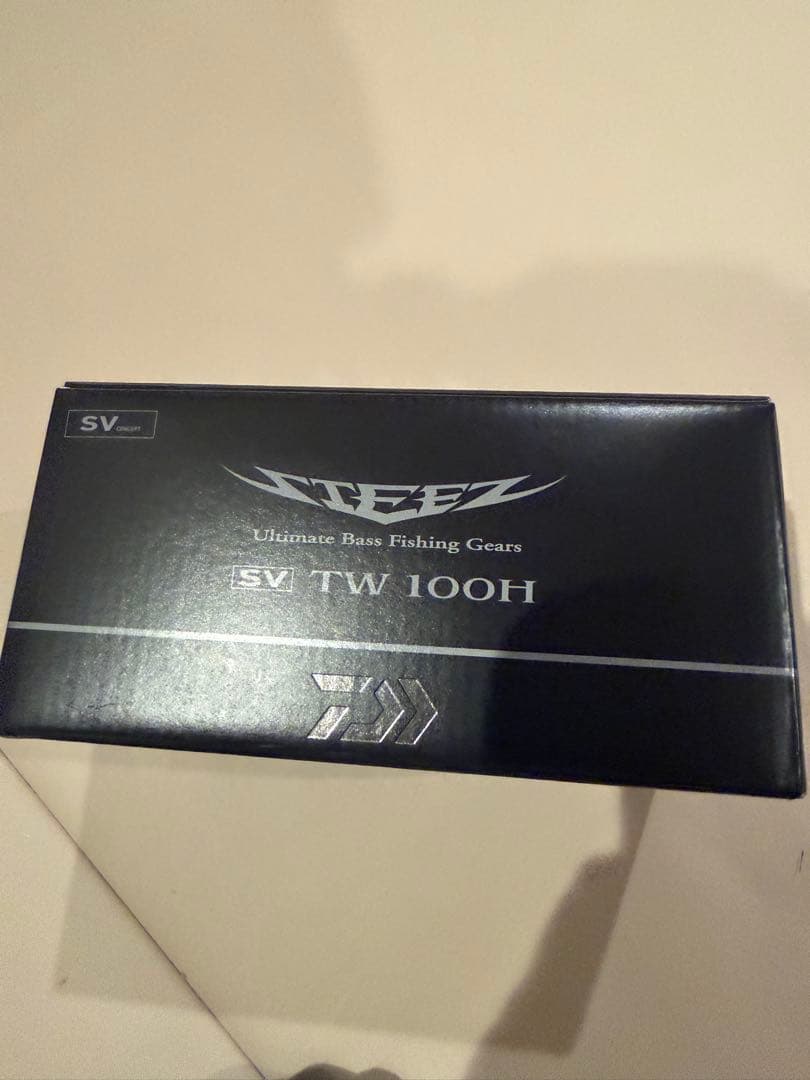 SV CONCEPT
STEEZ
Ultimate Bass Fishing Gears
SV TW 100H